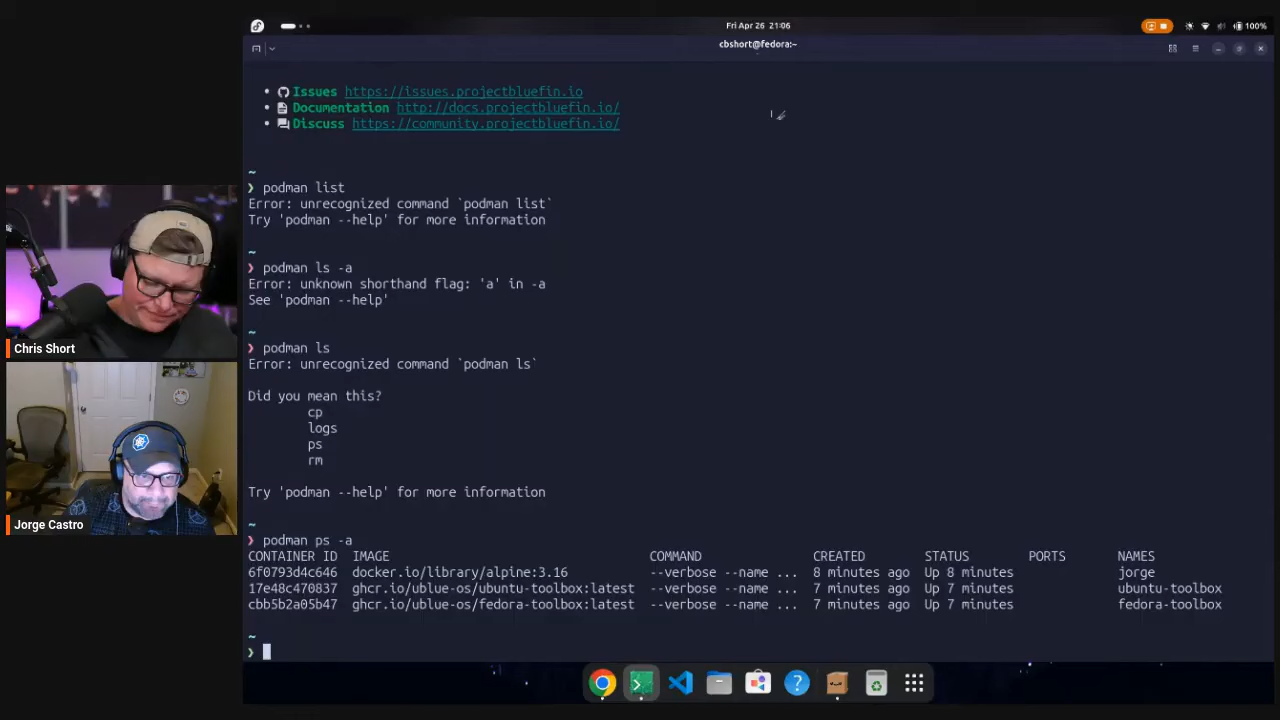 Fri Apr 26 21:06
100%
cbshort@fedora:~
• Issues https://issues.projectbluefin.io
• Documentation http://docs.projectbluefin.io/
• Discuss https://community.projectbluefin.io/
~
❯ podman list
Error: unrecognized command `podman list`
Try 'podman --help' for more information
~
❯ podman ls -a
Error: unknown shorthand flag: 'a' in -a
See 'podman --help'
~
❯ podman ls
Error: unrecognized command `podman ls`
Did you mean this?
cp
logs
ps
rm
Try 'podman --help' for more information
~
❯ podman ps -a
CONTAINER ID IMAGE COMMAND CREATED STATUS PORTS NAMES
6f0793d4c646 docker.io/library/alpine:3.16 --verbose --name ... 8 minutes ago Up 8 minutes jorge
17e48c470837 ghcr.io/ublue-os/ubuntu-toolbox:latest --verbose --name ... 7 minutes ago Up 7 minutes ubuntu-toolbox
cbb5b2a05b47 ghcr.io/ublue-os/fedora-toolbox:latest --verbose --name ... 7 minutes ago Up 7 minutes fedora-toolbox
~
❯
Chris Short
Jorge Castro